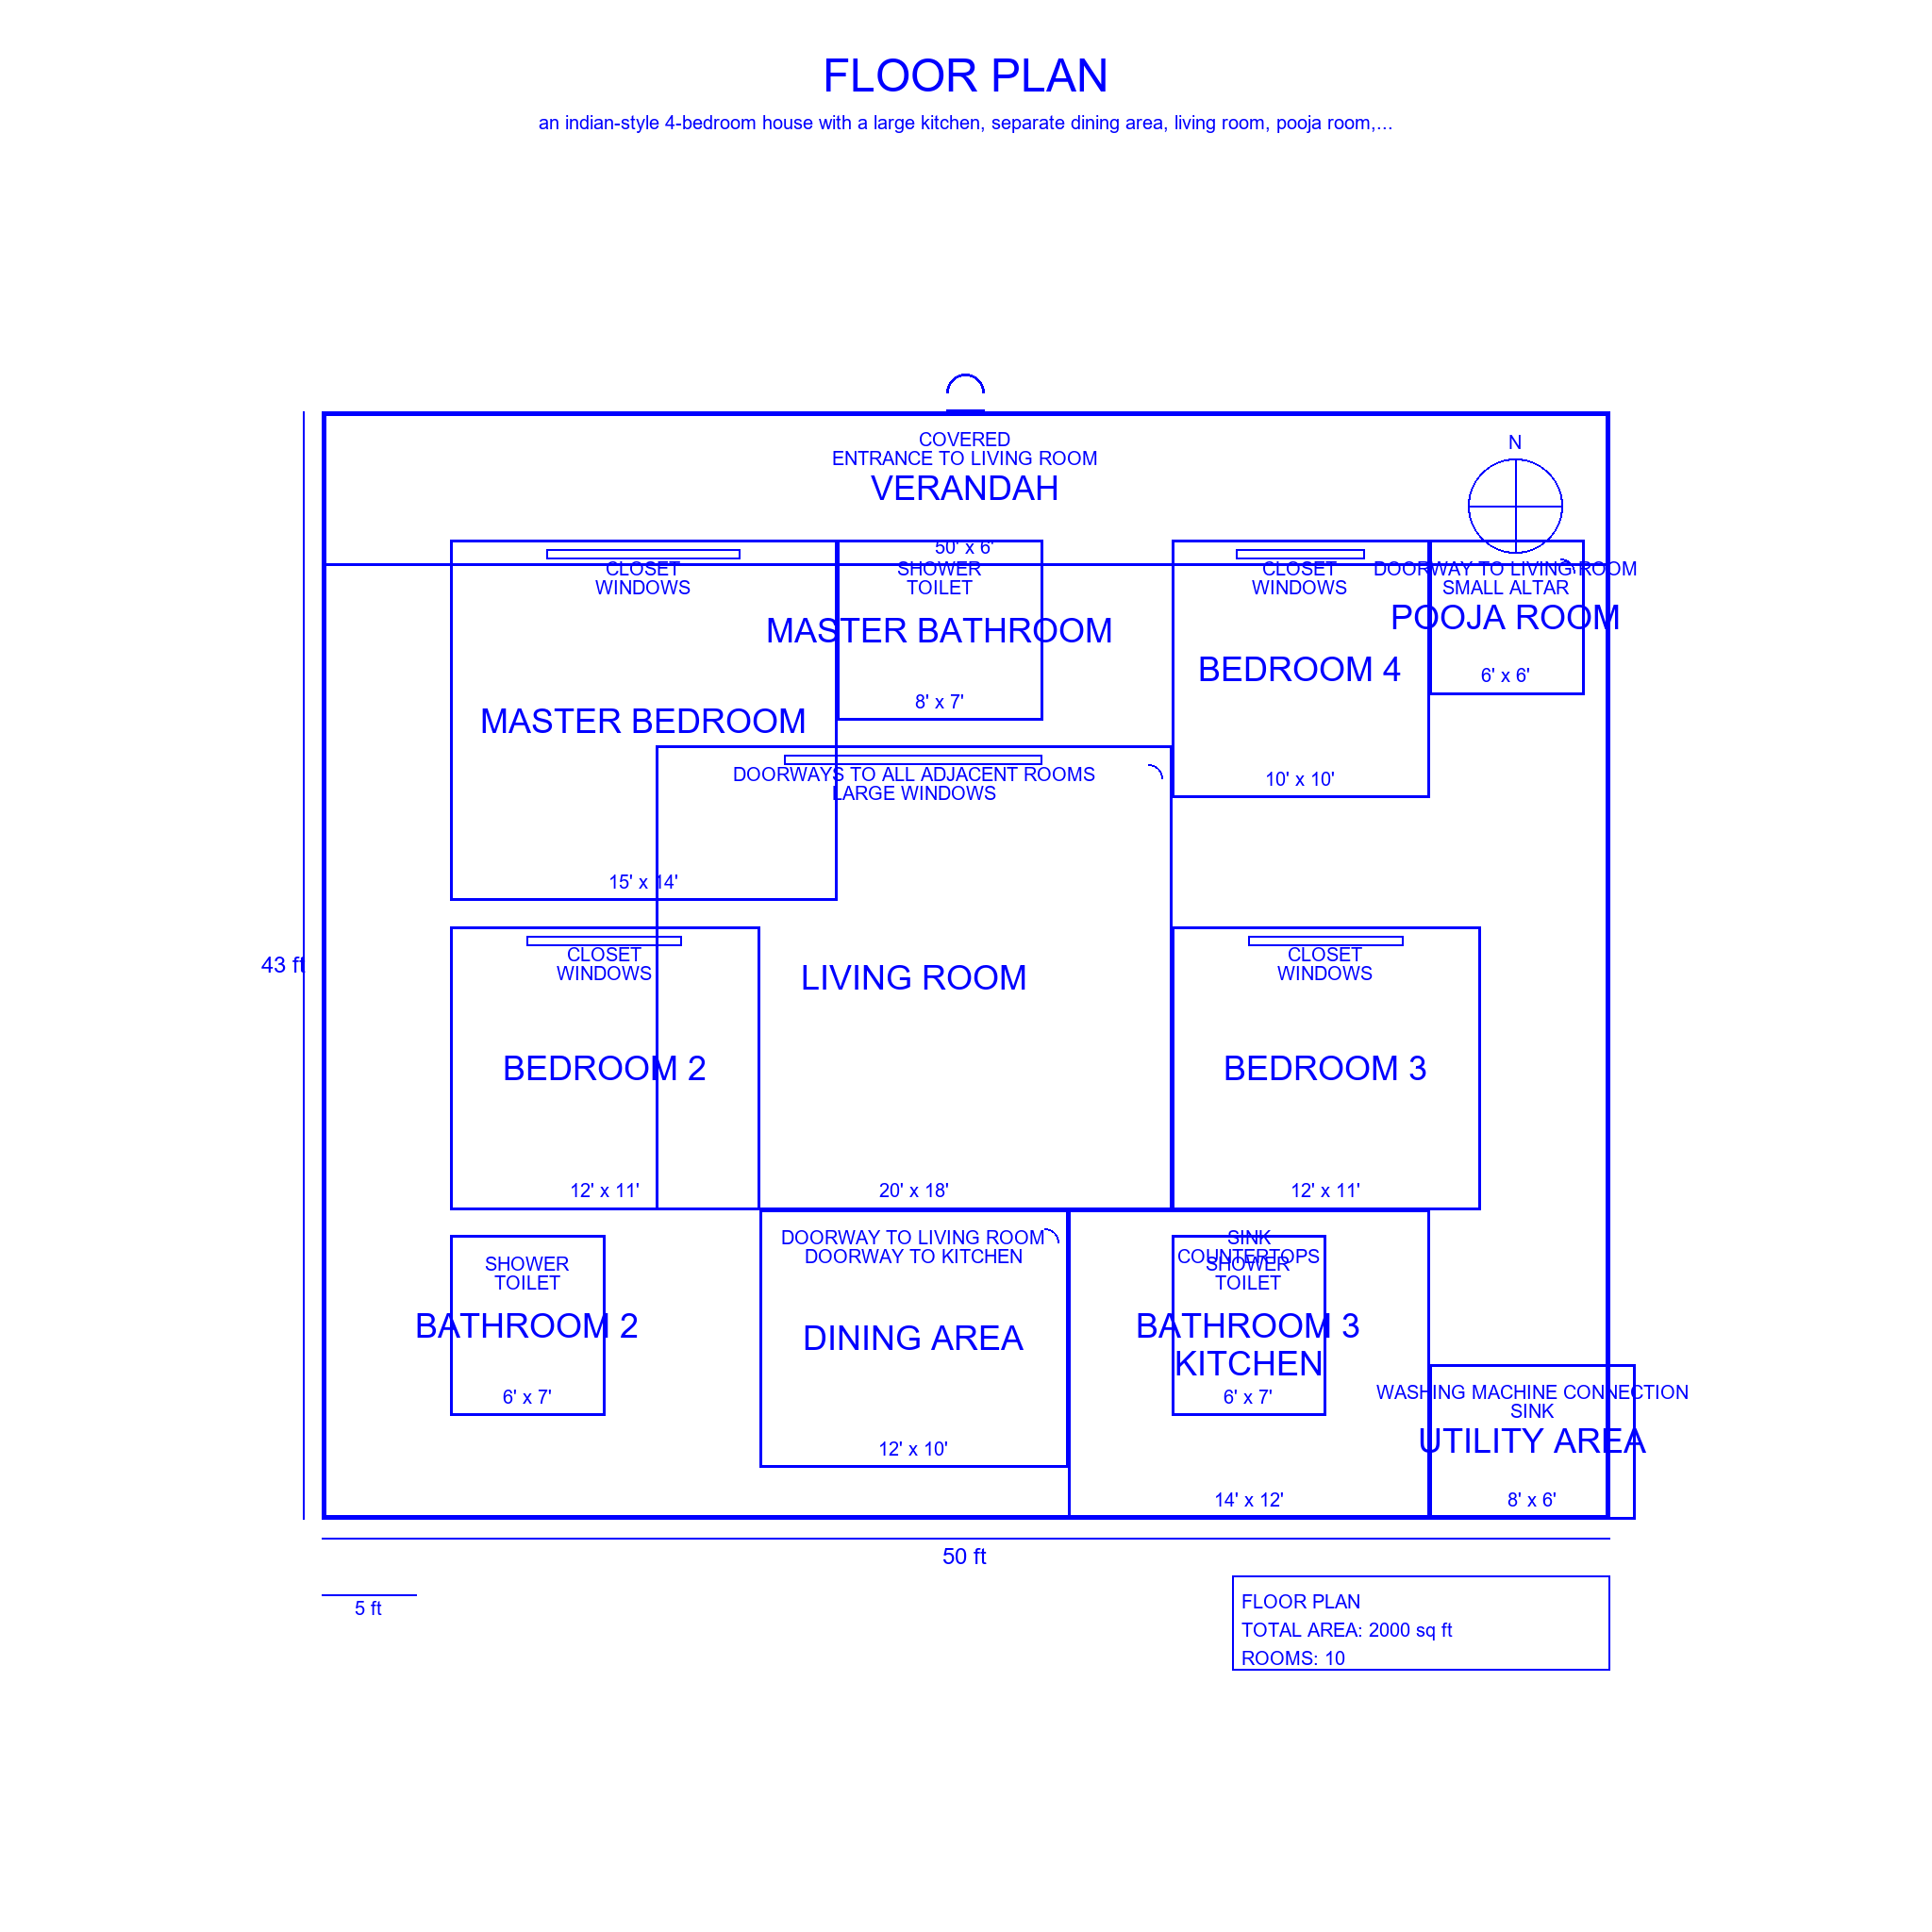 FLOOR PLAN
an indian-style 4-bedroom house with a large kitchen, separate dining area, living room, pooja room,...
COVERED
ENTRANCE TO LIVING ROOM
VERANDAH
50' x 6'
N
CLOSET
WINDOWS
MASTER BEDROOM
15' x 14'
SHOWER
TOILET
MASTER BATHROOM
8' x 7'
CLOSET
WINDOWS
BEDROOM 4
10' x 10'
DOORWAY TO LIVING ROOM
SMALL ALTAR
POOJA ROOM
6' x 6'
DOORWAYS TO ALL ADJACENT ROOMS
LARGE WINDOWS
LIVING ROOM
20' x 18'
43 ft
CLOSET
WINDOWS
BEDROOM 2
12' x 11'
CLOSET
WINDOWS
BEDROOM 3
12' x 11'
SHOWER
TOILET
BATHROOM 2
6' x 7'
DOORWAY TO LIVING ROOM
DOORWAY TO KITCHEN
DINING AREA
12' x 10'
SINK
COUNTERTOPS
SHOWER
TOILET
BATHROOM 3
KITCHEN
6' x 7'
14' x 12'
WASHING MACHINE CONNECTION
SINK
UTILITY AREA
8' x 6'
50 ft
5 ft
FLOOR PLAN
TOTAL AREA: 2000 sq ft
ROOMS: 10